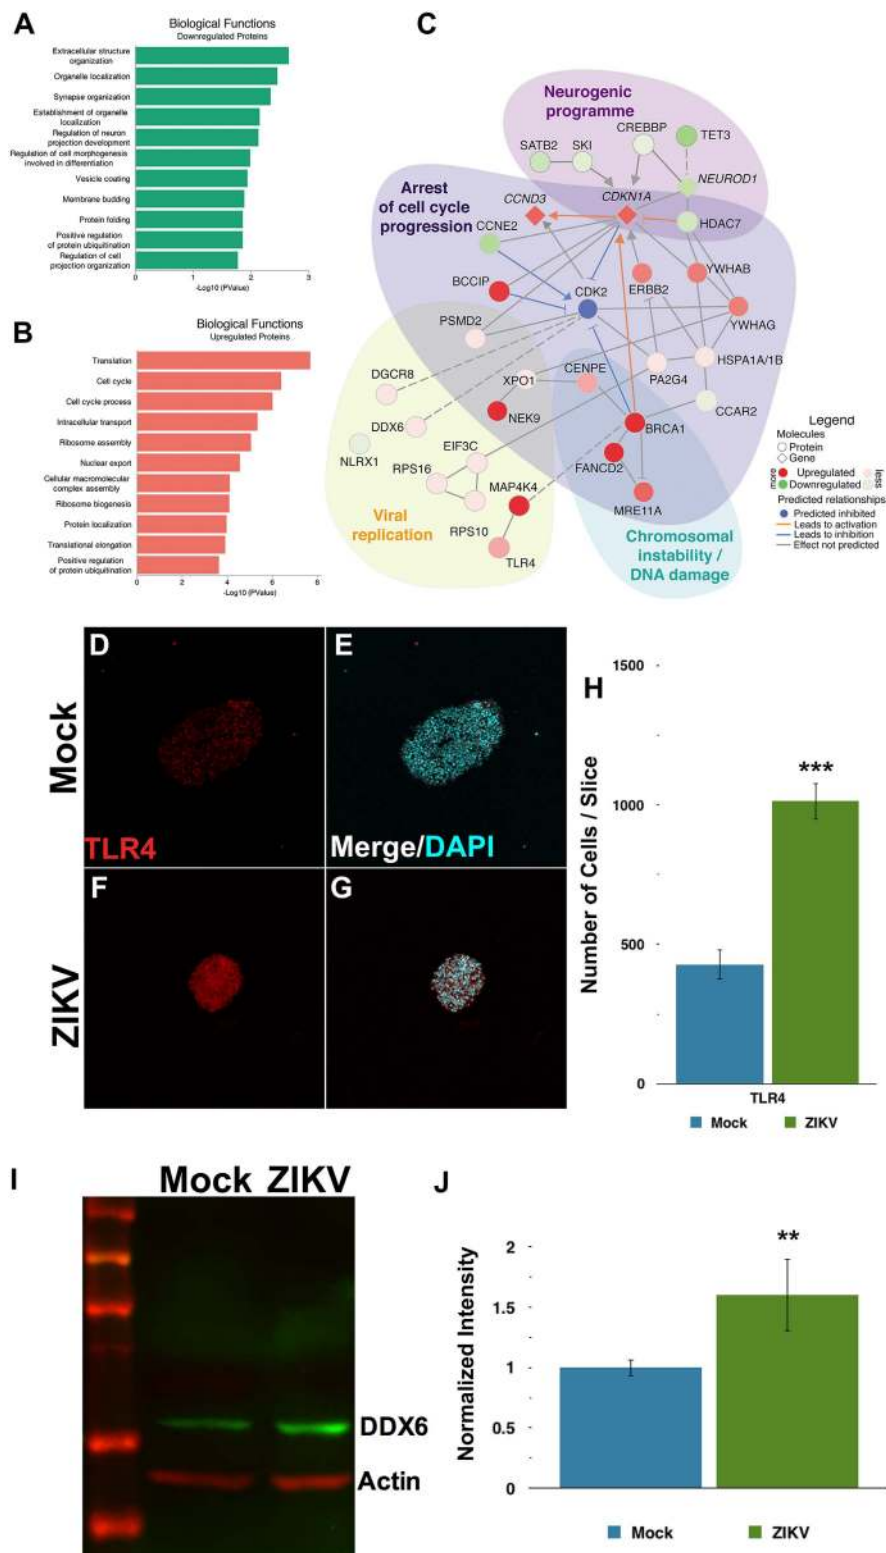 A
Biological Functions
Downregulated Proteins
Extracellular structure
organization
Organelle localization
Synapse organization
Establishment of organelle
localization
Regulation of neuron
projection development
Regulation of cell morphogenesis
involved in differentiation
Vesicle coating
Membrane budding
Protein folding
Positive regulation
of protein ubiquitination
Regulation of cell
projection organization
0
1
2
3
-Log10 (PValue)
B
Biological Functions
Upregulated Proteins
Translation
Cell cycle
Cell cycle process
Intracellular transport
Ribosome assembly
Nuclear export
Cellular macromolecular
complex assembly
Ribosome biogenesis
Protein localization
Translational elongation
Positive regulation
of protein ubiquitination
0
2
4
6
8
-Log10 (PValue)
C
Neurogenic
programme
CREBBP
TET3
SATB2
SKI
NEUROD1
Arrest
of cell cycle
progression
CCND3
CDKN1A
HDAC7
CCNE2
BCCIP
CDK2
ERBB2
YWHAB
YWHAG
PSMD2
DGCR8
XPO1
CENPE
PA2G4
HSPA1A/1B
DDX6
NEK9
BRCA1
CCAR2
NLRX1
EIF3C
RPS16
MAP4K4
FANCD2
MRE11A
Viral
replication
RPS10
TLR4
Chromosomal
instability /
DNA damage
Legend
Molecules
Protein
Gene
more
Upregulated
Downregulated
less
Predicted relationships
Predicted inhibited
Leads to activation
Leads to inhibition
Effect not predicted
D
E
Mock
TLR4
Merge/DAPI
F
G
ZIKV
H
Number of Cells / Slice
1500
1000
500
0
***
TLR4
Mock
ZIKV
I
Mock ZIKV
DDX6
Actin
J
Normalized Intensity
2
1.5
1
0.5
0
**
Mock
ZIKV